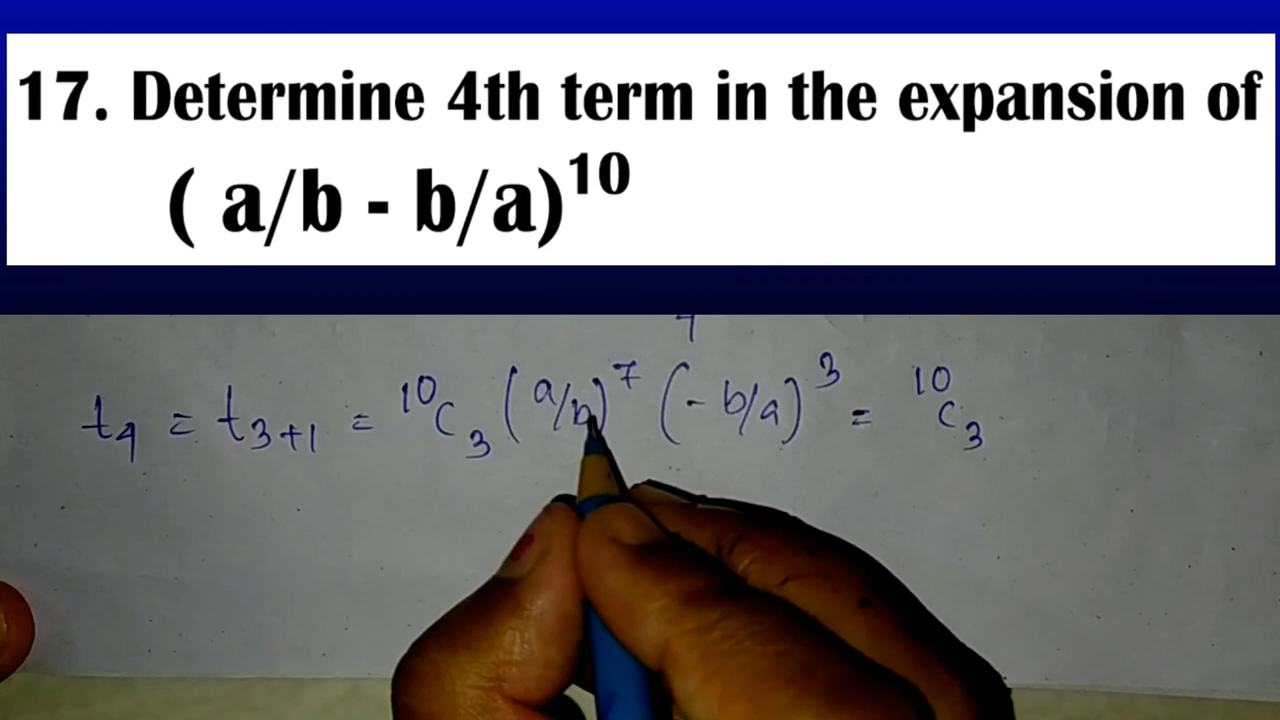 17. Determine 4th term in the expansion of
( a/b - b/a)¹⁰
t₄ = t₃₊₁ = ¹⁰C₃ (a/b)⁷ (- b/a)³ = ¹⁰C₃